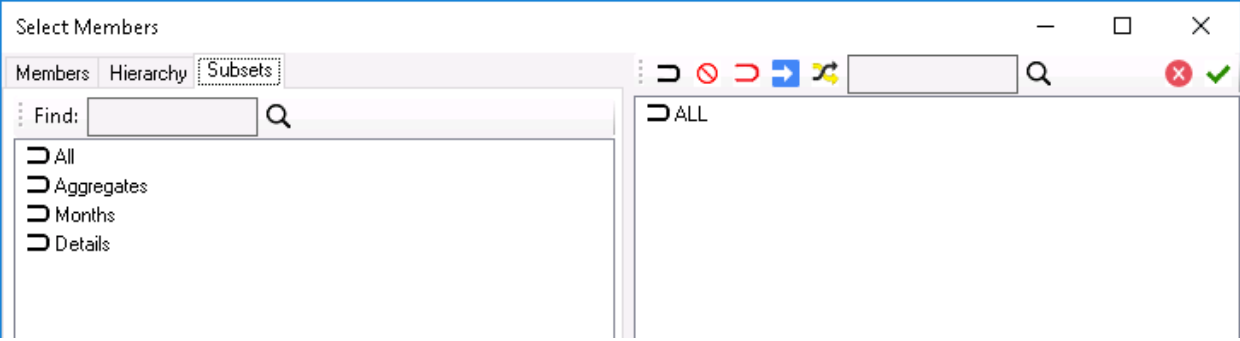 Select Members
Members Hierarchy Subsets
Find:
All
Aggregates
Months
Details
ALL